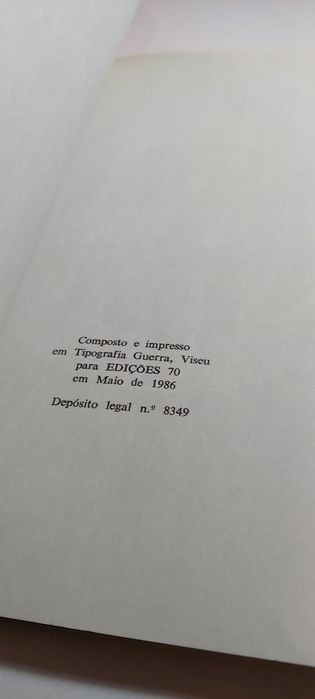 Composto e impresso
em Tipografia Guerra, Viseu
para EDIÇÕES 70
em Maio de 1986
Depósito legal n.º 8349